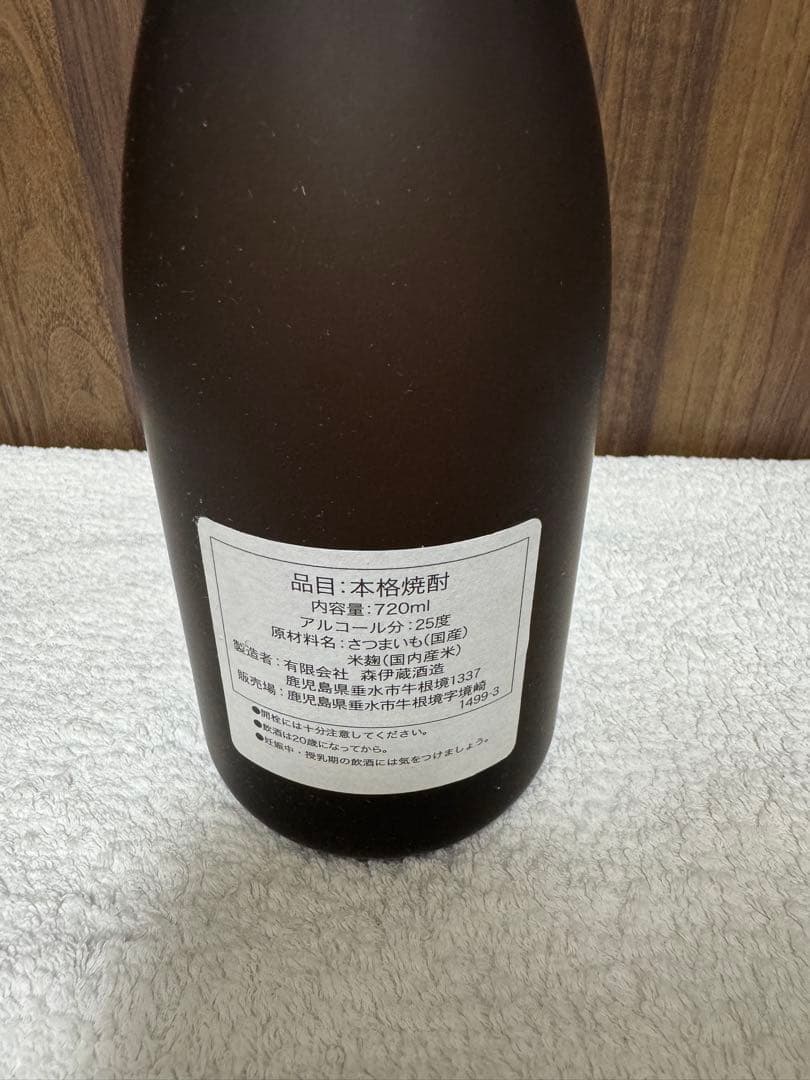 品目:本格焼酎
内容量:720ml
アルコール分:25度
原材料名:さつまいも(国産)
米麹(国内産米)
製造者:有限会社 森伊蔵酒造
鹿児島県垂水市牛根境1337
販売場:鹿児島県垂水市牛根境字境崎
1499-3
●開栓には十分注意してください。
●飲酒は20歳になってから。
●妊娠中・授乳期の飲酒には気をつけましょう。